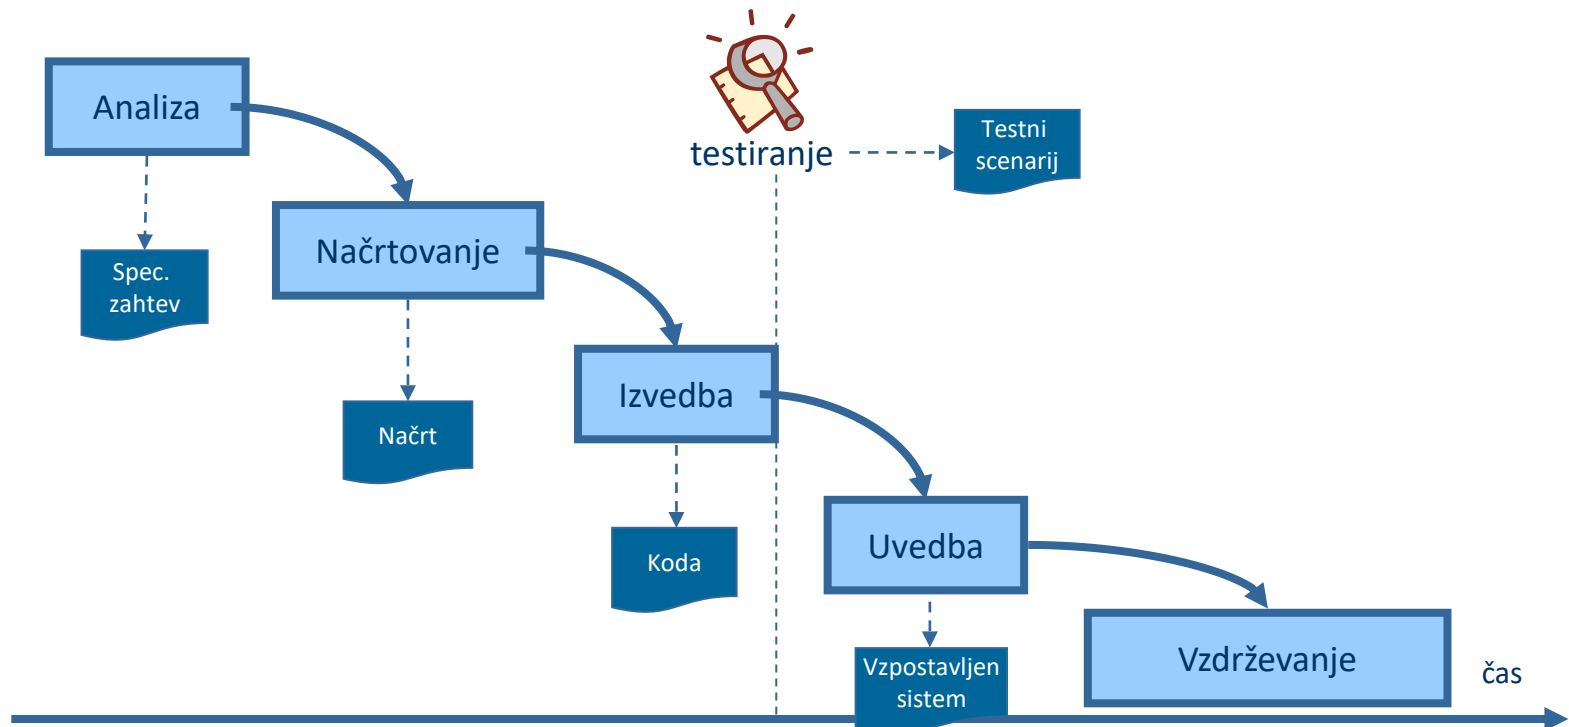 Analiza
testiranje
Testni
scenarij
Načrtovanje
Spec.
zahtev
Izvedba
Načrt
Uvedba
Koda
Vzdrževanje
Vzpostavljen
sistem
čas